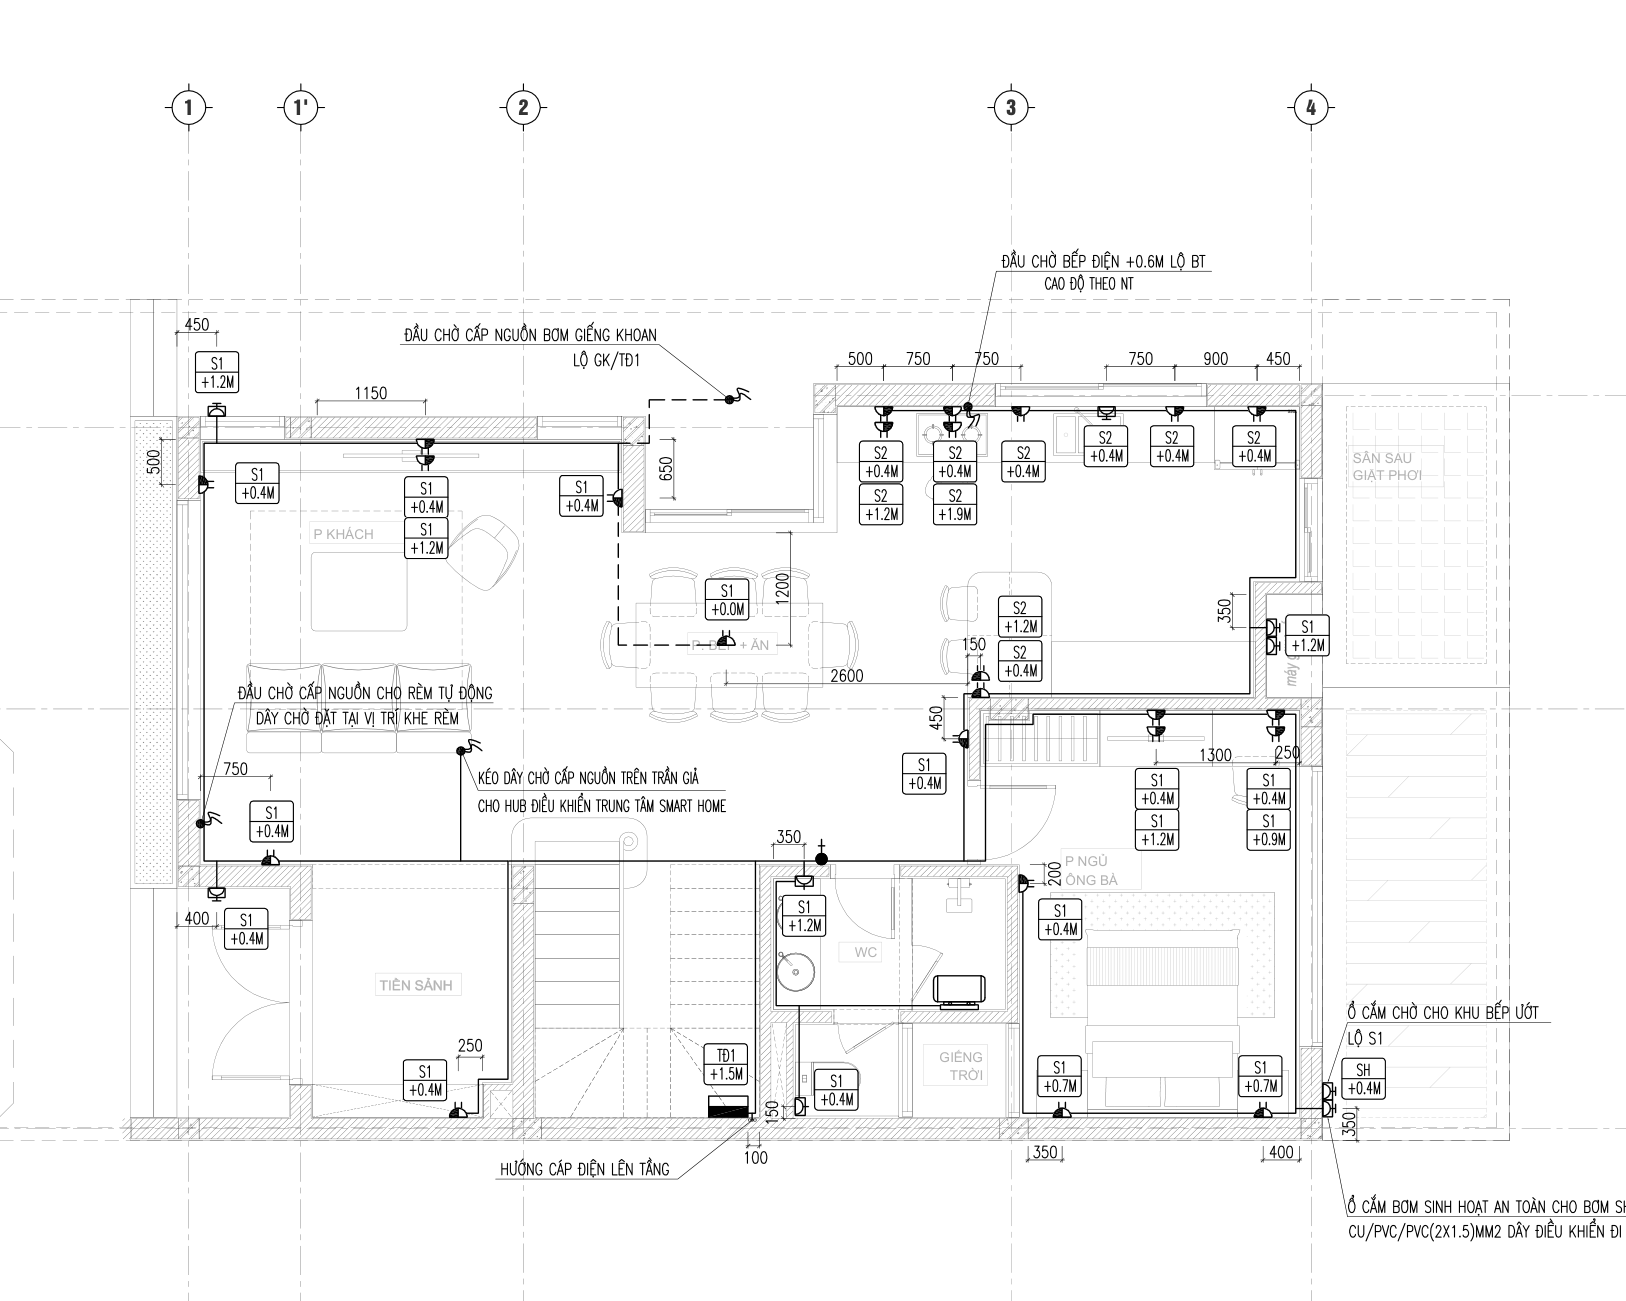 1
1'
2
3
4
ĐẦU CHỜ BẾP ĐIỆN +0.6M LỘ BT
CAO ĐỘ THEO NT
450
ĐẦU CHỜ CẤP NGUỒN BƠM GIẾNG KHOAN
LỘ GK/TĐ1
S1
+1.2M
1150
500
750
750
750
900
450
500
S1
+0.4M
S1
+0.4M
S1
+1.2M
S1
+0.4M
650
S2
+0.4M
S2
+1.2M
S2
+0.4M
S2
+1.9M
S2
+0.4M
S2
+0.4M
S2
+0.4M
S2
+0.4M
SÂN SAU
GIẶT PHƠI
P KHÁCH
S1
+0.0M
1200
P. BẾP + ĂN
2600
150
S2
+1.2M
S2
+0.4M
350
S1
+1.2M
máy
ĐẦU CHỜ CẤP NGUỒN CHO RÈM TỰ ĐỘNG
DÂY CHỜ ĐẶT TẠI VỊ TRÍ KHE RÈM
450
750
KÉO DÂY CHỜ CẤP NGUỒN TRÊN TRẦN GIẢ
CHO HUB ĐIỀU KHIỂN TRUNG TÂM SMART HOME
S1
+0.4M
S1
+0.4M
1300
250
S1
+0.4M
S1
+1.2M
S1
+0.4M
S1
+0.9M
350
P NGỦ
ÔNG BÀ
200
400
S1
+0.4M
S1
+1.2M
S1
+0.4M
WC
TIỀN SẢNH
Ổ CẮM CHỜ CHO KHU BẾP ƯỚT
LỘ S1
250
S1
+0.4M
TĐ1
+1.5M
GIẾNG
TRỜI
S1
+0.4M
150
S1
+0.7M
S1
+0.7M
SH
+0.4M
350
100
350
400
HƯỚNG CÁP ĐIỆN LÊN TẦNG
Ổ CẮM BƠM SINH HOẠT AN TOÀN CHO BƠM SH
CU/PVC/PVC(2X1.5)MM2 DÂY ĐIỀU KHIỂN ĐI